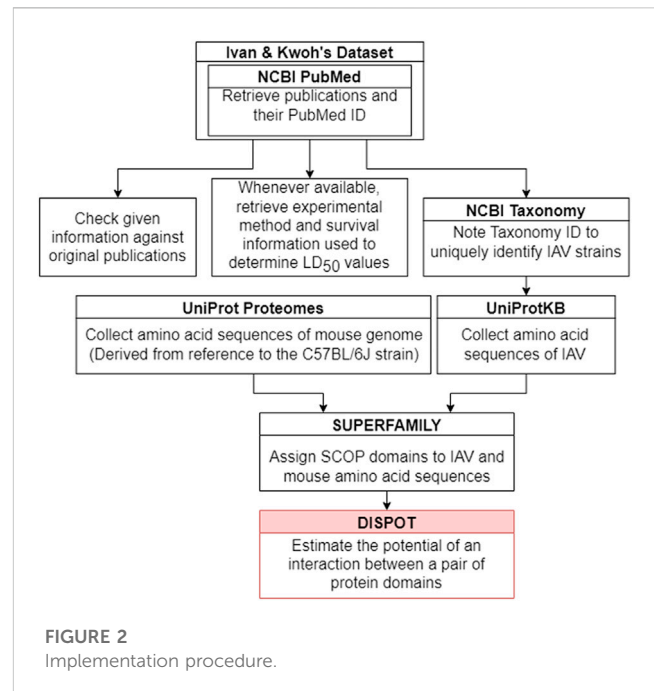 Ivan & Kwoh's Dataset
NCBI PubMed
Retrieve publications and
their PubMed ID
Check given
information against
original publications
Whenever available,
retrieve experimental
method and survival
information used to
determine LD50 values
NCBI Taxonomy
Note Taxonomy ID to
uniquely identify IAV strains
UniProt Proteomes
Collect amino acid sequences of mouse genome
(Derived from reference to the C57BL/6J strain)
UniProtKB
Collect amino acid
sequences of IAV
SUPERFAMILY
Assign SCOP domains to IAV and
mouse amino acid sequences
DISPOT
Estimate the potential of an
interaction between a pair of
protein domains
FIGURE 2
Implementation procedure.